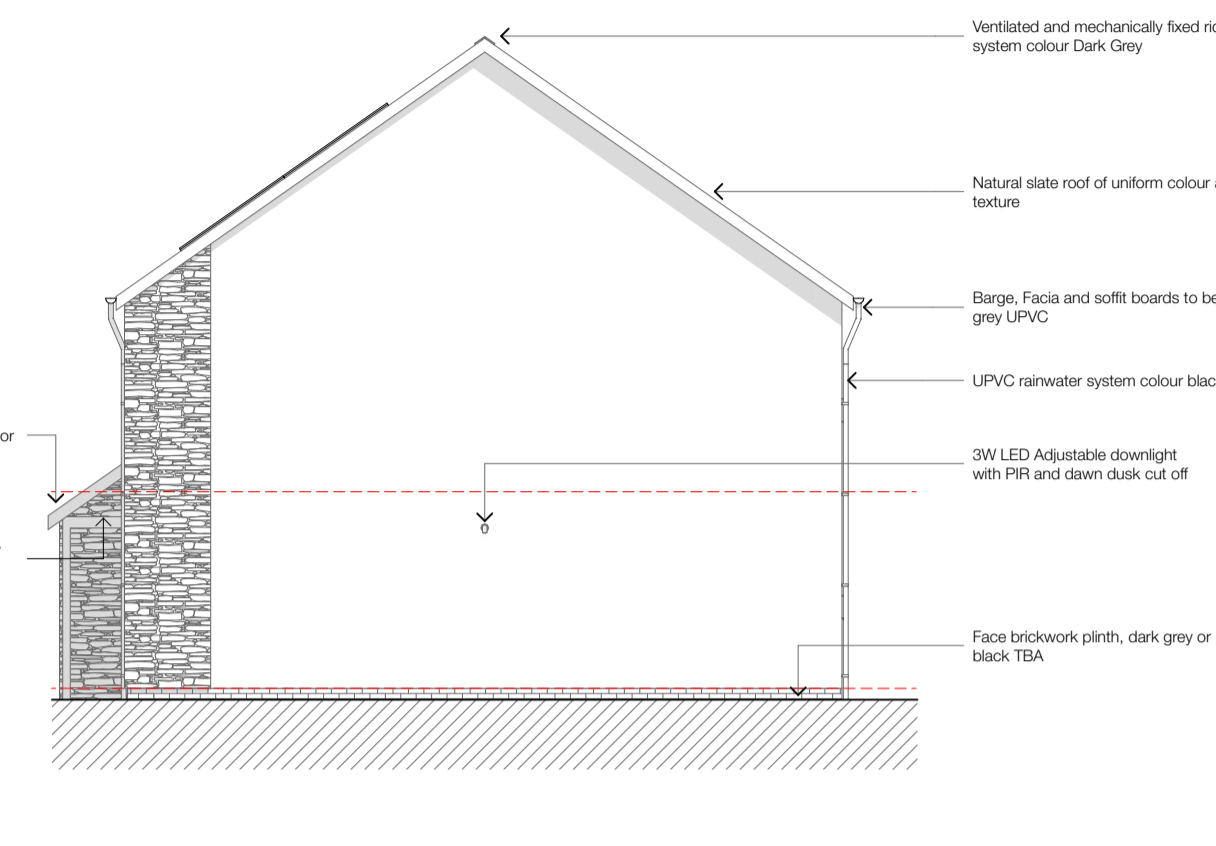 Ventilated and mechanically fixed
system colour Dark Grey
Natural slate roof of uniform colour
texture
Barge, Facia and soffit boards to be
grey UPVC
UPVC rainwater system colour
or
3W LED Adjustable downlight
with PIR and dawn dusk cut off
Face brickwork plinth, dark grey or
black TBA